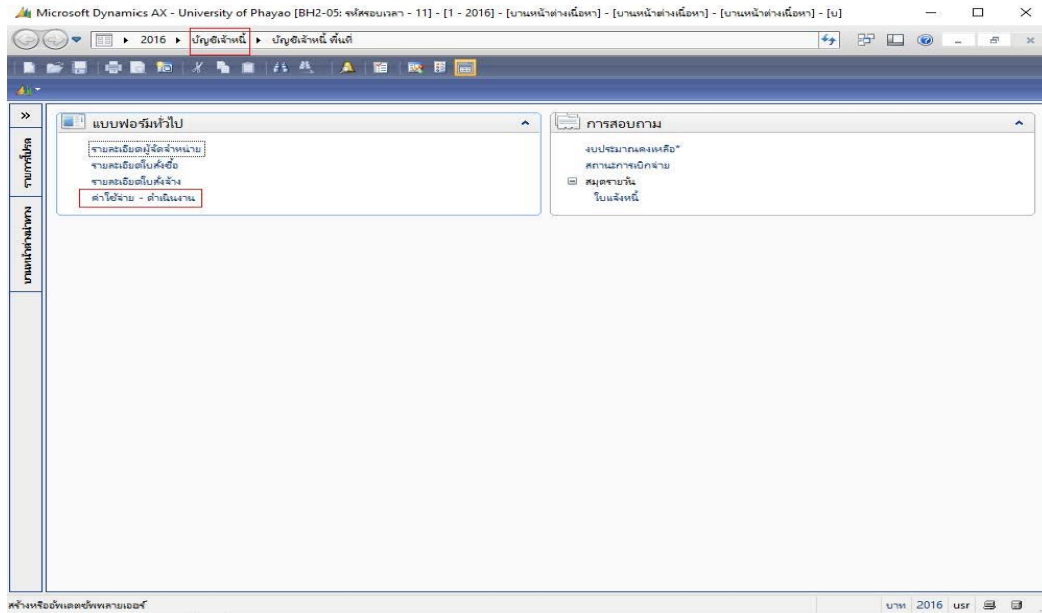 Microsoft Dynamics AX - University of Phayao [BH2-05: รหัสรอบเวลา - 11] - [1 - 2016] - [บานหน้าต่างเนื้อหา] - [บานหน้าต่างเนื้อหา] - [บานหน้าต่างเนื้อหา] - [บ]
2016 บัญชีเจ้าหนี้ บัญชีเจ้าหนี้ พื้นที่
รายการโปรด
บานหน้าต่างนำทาง
แบบฟอร์มทั่วไป
รายละเอียดผู้จัดจำหน่าย
รายละเอียดใบสั่งซื้อ
รายละเอียดใบสั่งจ้าง
ค่าใช้จ่าย - ดำเนินงาน
การสอบถาม
งบประมาณคงเหลือ*
สถานะการเบิกจ่าย
สมุดรายวัน
ใบแจ้งหนี้
สร้างหรืออัพเดตซัพพลายเออร์
บาท 2016 usr